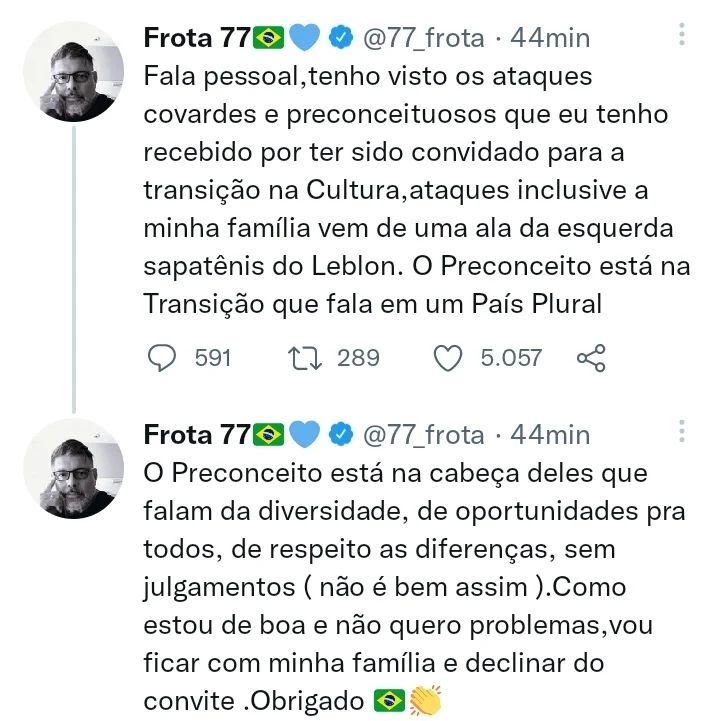 Frota 77🇧🇷💙 @77_frota · 44min
Fala pessoal,tenho visto os ataques
covardes e preconceituosos que eu tenho
recebido por ter sido convidado para a
transição na Cultura,ataques inclusive a
minha família vem de uma ala da esquerda
sapatênis do Leblon. O Preconceito está na
Transição que fala em um País Plural
591 289 5.057
Frota 77🇧🇷💙 @77_frota · 44min
O Preconceito está na cabeça deles que
falam da diversidade, de oportunidades pra
todos, de respeito as diferenças, sem
julgamentos ( não é bem assim ).Como
estou de boa e não quero problemas,vou
ficar com minha família e declinar do
convite .Obrigado 🇧🇷👏